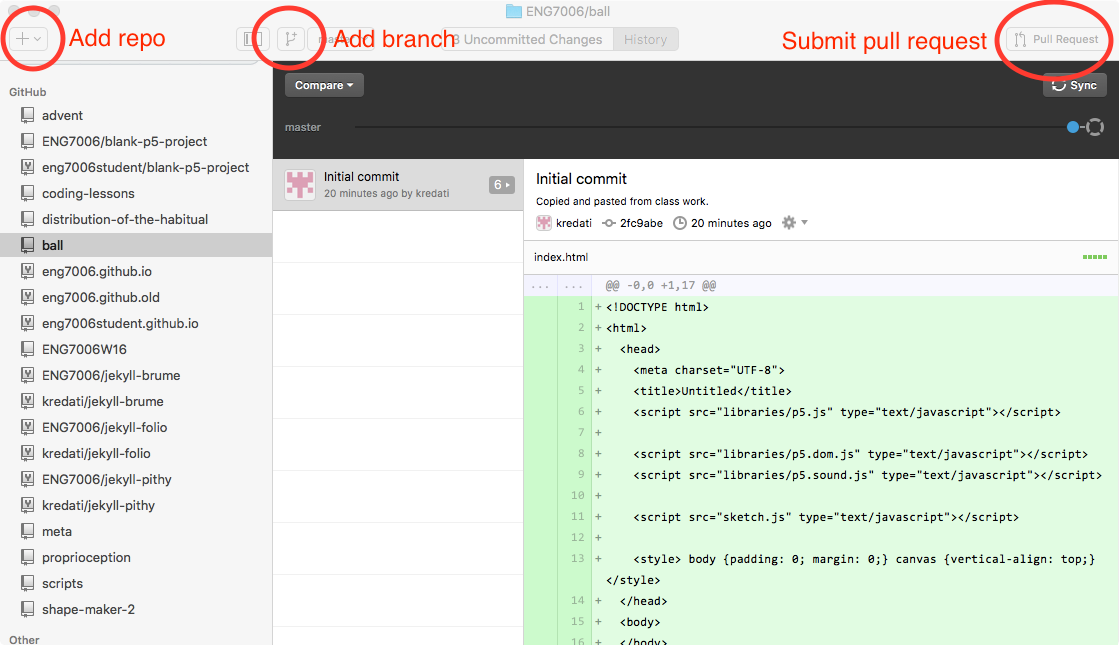 ENG7006/ball
Add repo
Add branch
3 Uncommitted Changes
History
Submit pull request
Pull Request
GitHub
advent
ENG7006/blank-p5-project
eng7006student/blank-p5-project
coding-lessons
distribution-of-the-habitual
ball
eng7006.github.io
eng7006.github.old
eng7006student.github.io
ENG7006W16
ENG7006/jekyll-brume
kredati/jekyll-brume
ENG7006/jekyll-folio
kredati/jekyll-folio
ENG7006/jekyll-pithy
kredati/jekyll-pithy
meta
proprioception
scripts
shape-maker-2
Other
Compare
Sync
master
Initial commit
20 minutes ago by kredati
6
Initial commit
Copied and pasted from class work.
kredati 2fc9abe 20 minutes ago
index.html
... ... @@ -0,0 +1,17 @@
1 + <!DOCTYPE html>
2 + <html>
3 + <head>
4 + <meta charset="UTF-8">
5 + <title>Untitled</title>
6 + <script src="libraries/p5.js" type="text/javascript"></script>
7 +
8 + <script src="libraries/p5.dom.js" type="text/javascript"></script>
9 + <script src="libraries/p5.sound.js" type="text/javascript"></script>
10 +
11 + <script src="sketch.js" type="text/javascript"></script>
12 +
13 + <style> body {padding: 0; margin: 0;} canvas {vertical-align: top;}
</style>
14 + </head>
15 + <body>
16 + </body>